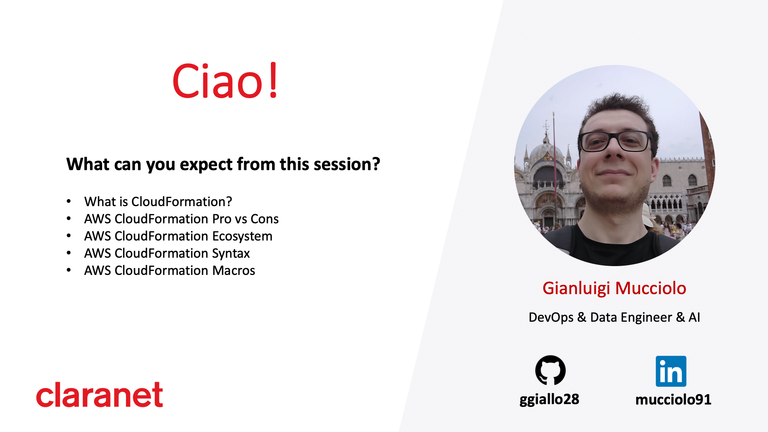 Ciao!
What can you expect from this session?
• What is CloudFormation?
• AWS CloudFormation Pro vs Cons
• AWS CloudFormation Ecosystem
• AWS CloudFormation Syntax
• AWS CloudFormation Macros
claranet
Gianluigi Mucciolo
DevOps & Data Engineer & AI
in
ggiallo28
mucciolo91